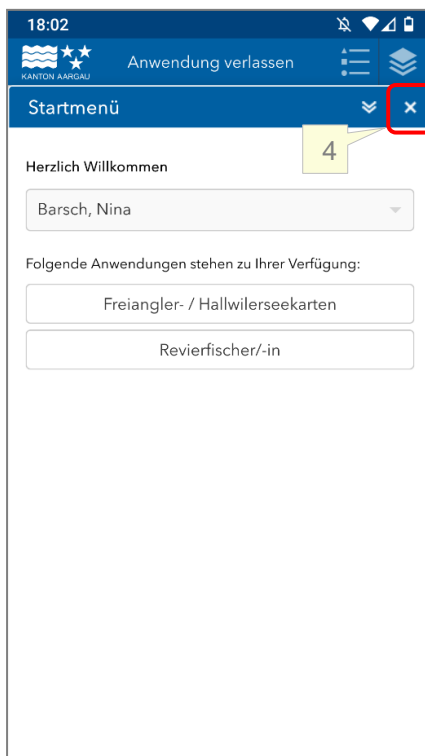 18:02
KANTON AARGAU
Anwendung verlassen
Startmenü
4
Herzlich Willkommen
Barsch, Nina
Folgende Anwendungen stehen zu Ihrer Verfügung:
Freiangler- / Hallwilerseekarten
Revierfischer/-in